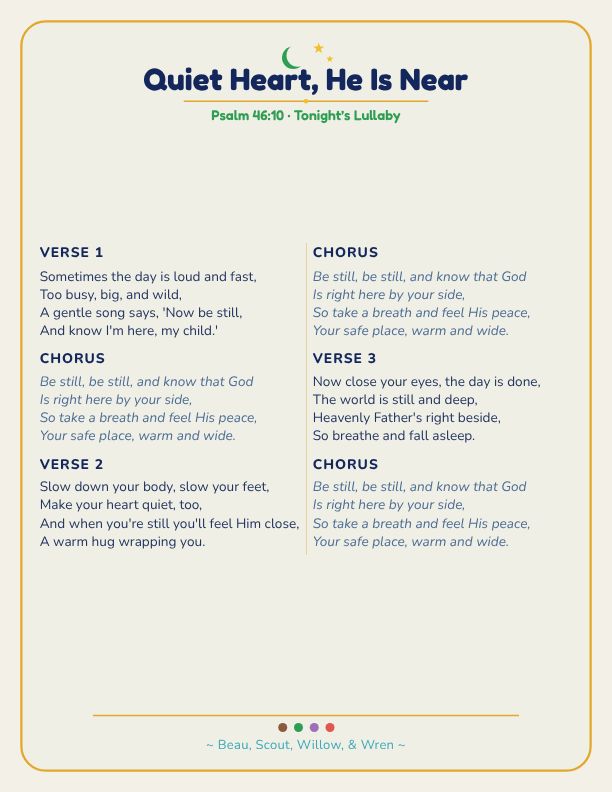 Quiet Heart, He Is Near
Psalm 46:10 · Tonight's Lullaby
VERSE 1
Sometimes the day is loud and fast,
Too busy, big, and wild,
A gentle song says, 'Now be still,
And know I'm here, my child.'
CHORUS
Be still, be still, and know that God
Is right here by your side,
So take a breath and feel His peace,
Your safe place, warm and wide.
VERSE 2
Slow down your body, slow your feet,
Make your heart quiet, too,
And when you're still you'll feel Him close,
A warm hug wrapping you.
CHORUS
Be still, be still, and know that God
Is right here by your side,
So take a breath and feel His peace,
Your safe place, warm and wide.
VERSE 3
Now close your eyes, the day is done,
The world is still and deep,
Heavenly Father's right beside,
So breathe and fall asleep.
CHORUS
Be still, be still, and know that God
Is right here by your side,
So take a breath and feel His peace,
Your safe place, warm and wide.
~ Beau, Scout, Willow, & Wren ~